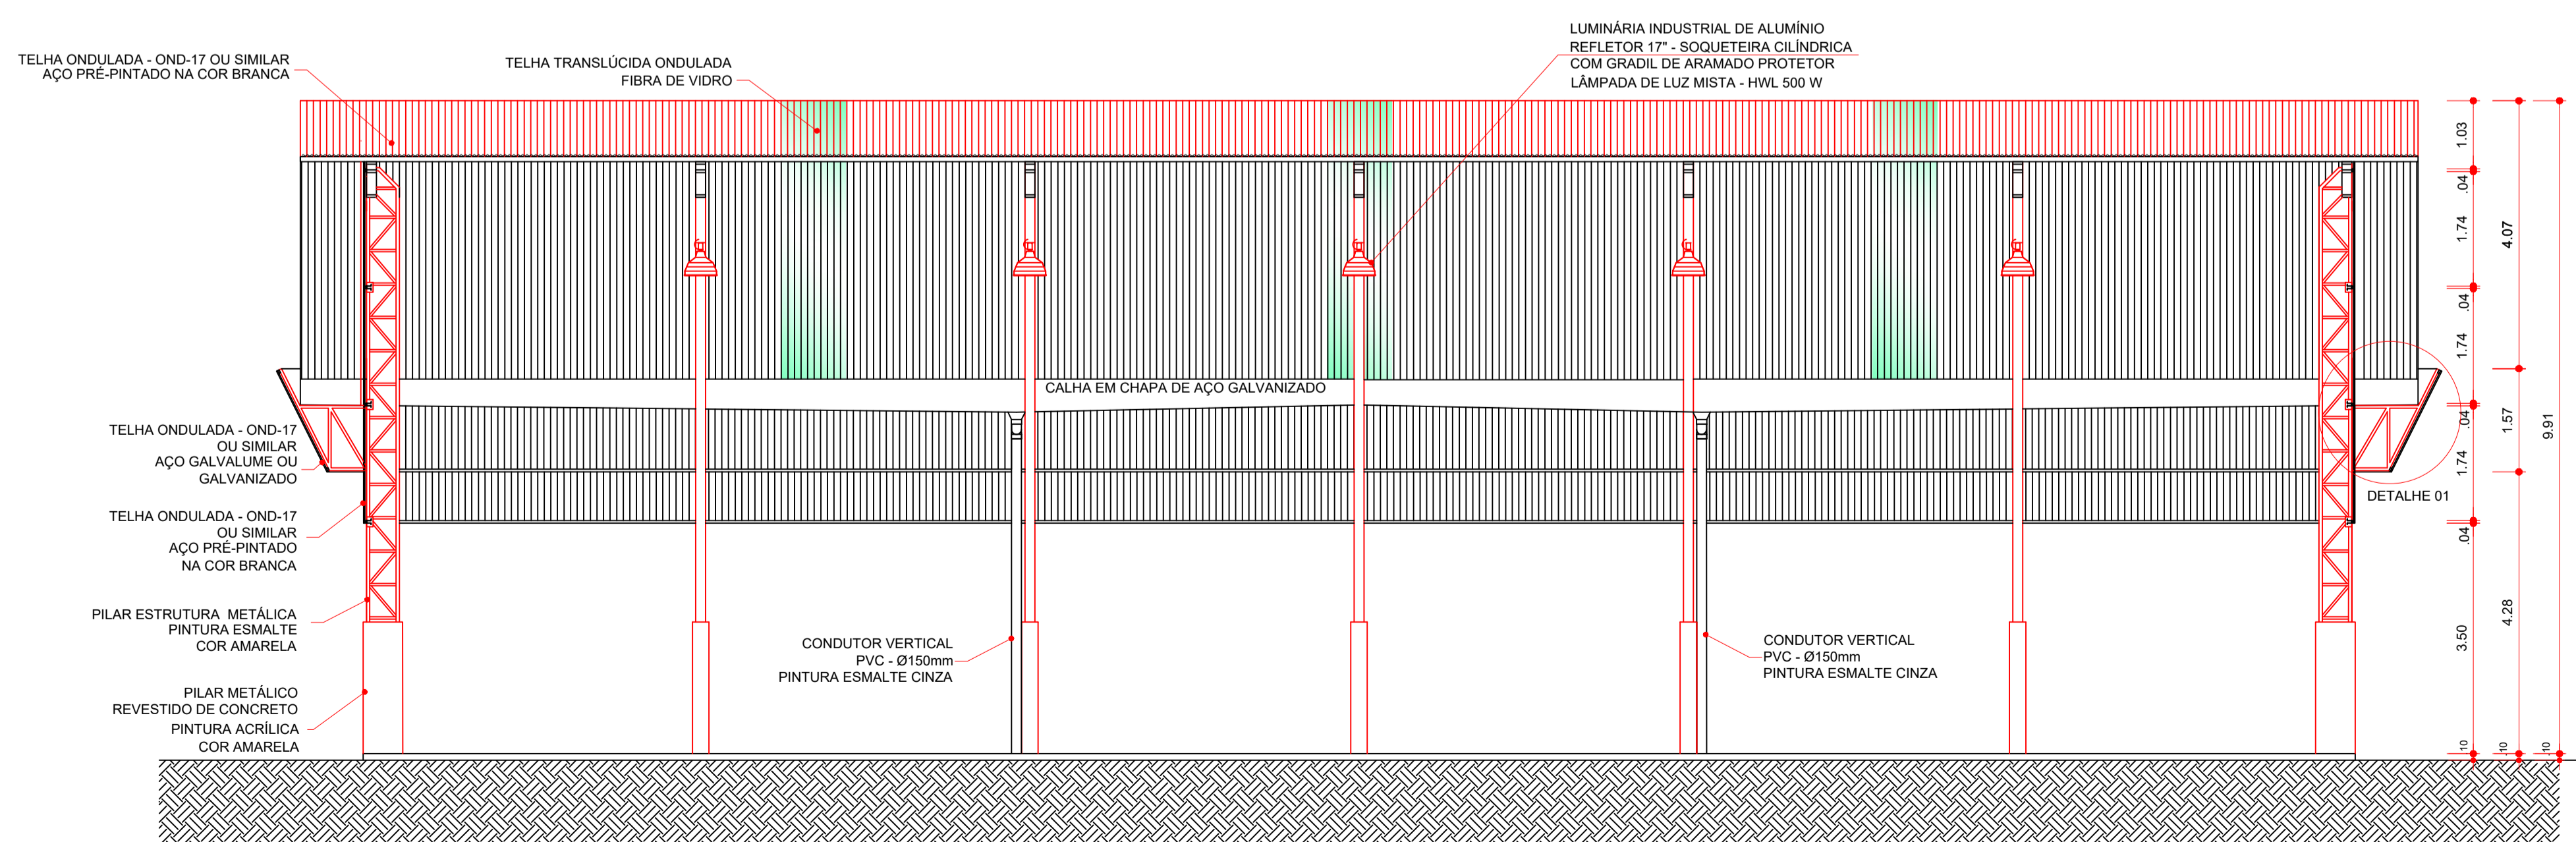 TELHA ONDULADA - OND-17 OU SIMILAR
AÇO PRÉ-PINTADO NA COR BRANCA
TELHA TRANSLÚCIDA ONDULADA
FIBRA DE VIDRO
LUMINÁRIA INDUSTRIAL DE ALUMÍNIO
REFLETOR 17" - SOQUETEIRA CILÍNDRICA
COM GRADIL DE ARAMADO PROTETOR
LÂMPADA DE LUZ MISTA - HWL 500 W
CALHA EM CHAPA DE AÇO GALVANIZADO
TELHA ONDULADA - OND-17
OU SIMILAR
AÇO GALVALUME OU
GALVANIZADO
TELHA ONDULADA - OND-17
OU SIMILAR
AÇO PRÉ-PINTADO
NA COR BRANCA
PILAR ESTRUTURA  METÁLICA
PINTURA ESMALTE
COR AMARELA
PILAR METÁLICO
REVESTIDO DE CONCRETO
PINTURA ACRÍLICA
COR AMARELA
CONDUTOR VERTICAL
PVC - Ø150mm
PINTURA ESMALTE CINZA
CONDUTOR VERTICAL
PVC - Ø150mm
PINTURA ESMALTE CINZA
DETALHE 01
1.03
.04
1.74
.04
1.74
.04
1.74
.04
3.50
.10
4.07
1.57
4.28
.10
9.91
.10